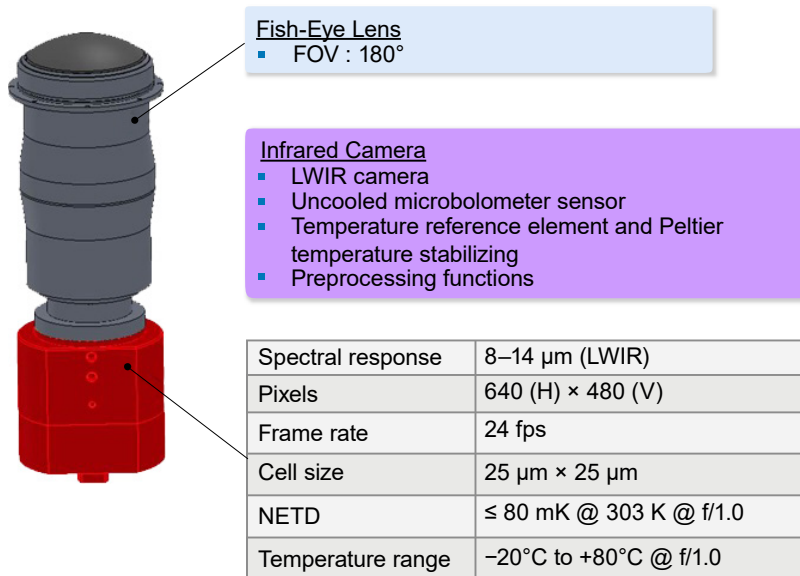 Fish-Eye Lens
▪ FOV : 180°
Infrared Camera
▪ LWIR camera
▪ Uncooled microbolometer sensor
▪ Temperature reference element and Peltier
temperature stabilizing
▪ Preprocessing functions
Spectral response 8–14 μm (LWIR)
Pixels 640 (H) × 480 (V)
Frame rate 24 fps
Cell size 25 μm × 25 μm
NETD ≤ 80 mK @ 303 K @ f/1.0
Temperature range −20°C to +80°C @ f/1.0